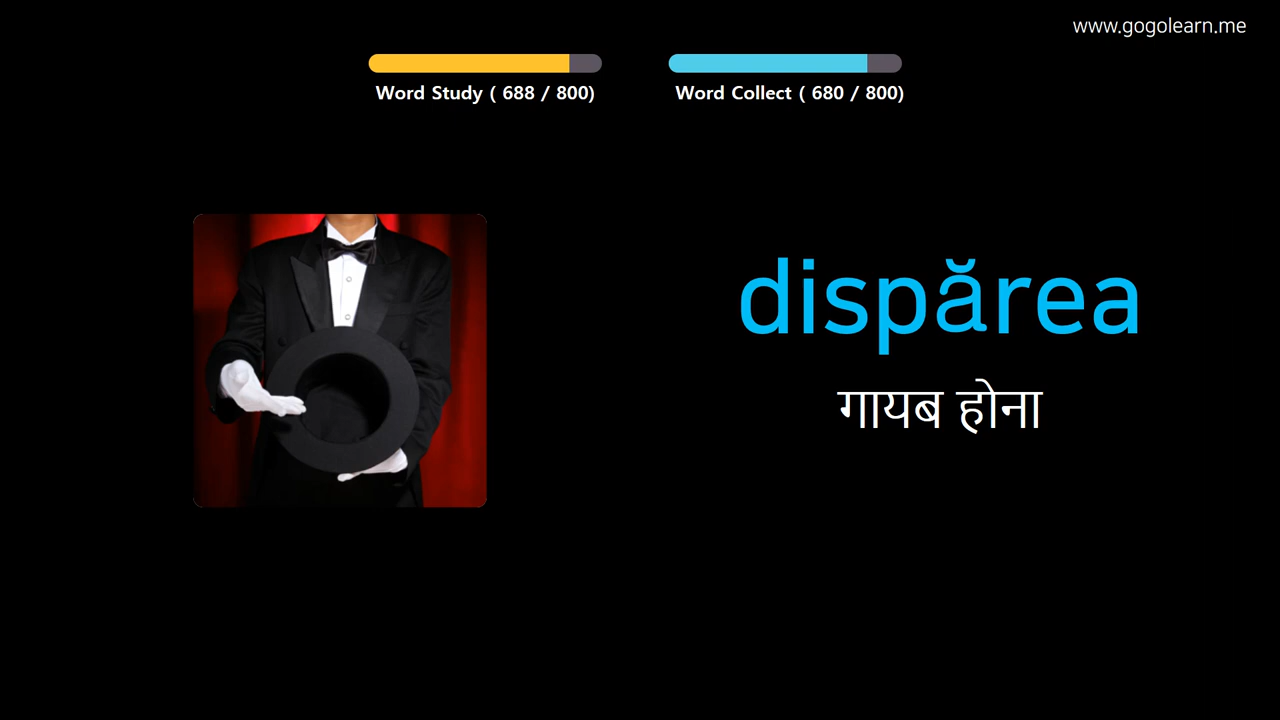 www.gogolearn.me
Word Study ( 688 / 800)
Word Collect ( 680 / 800)
dispărea
गायब होना